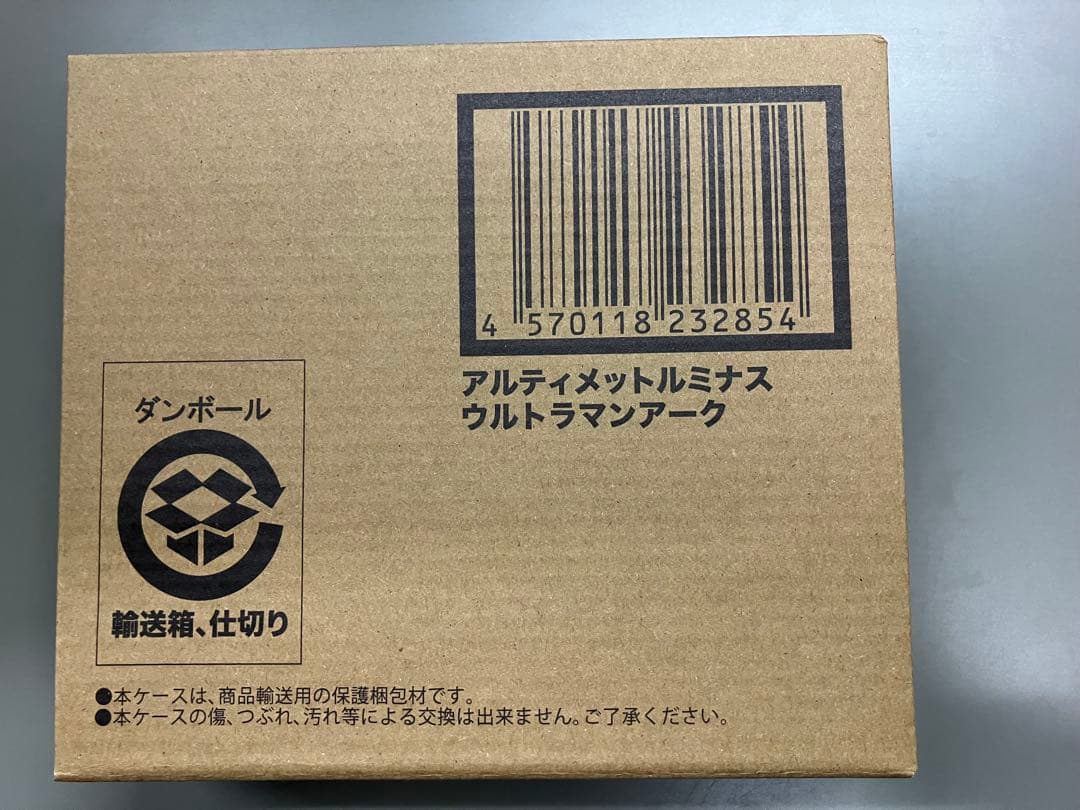 4 570118 232854
アルティメットルミナス
ウルトラマンアーク
ダンボール
輸送箱、仕切り
●本ケースは、商品輸送用の保護梱包材です。
●本ケースの傷、つぶれ、汚れ等による交換は出来ません。ご了承ください。